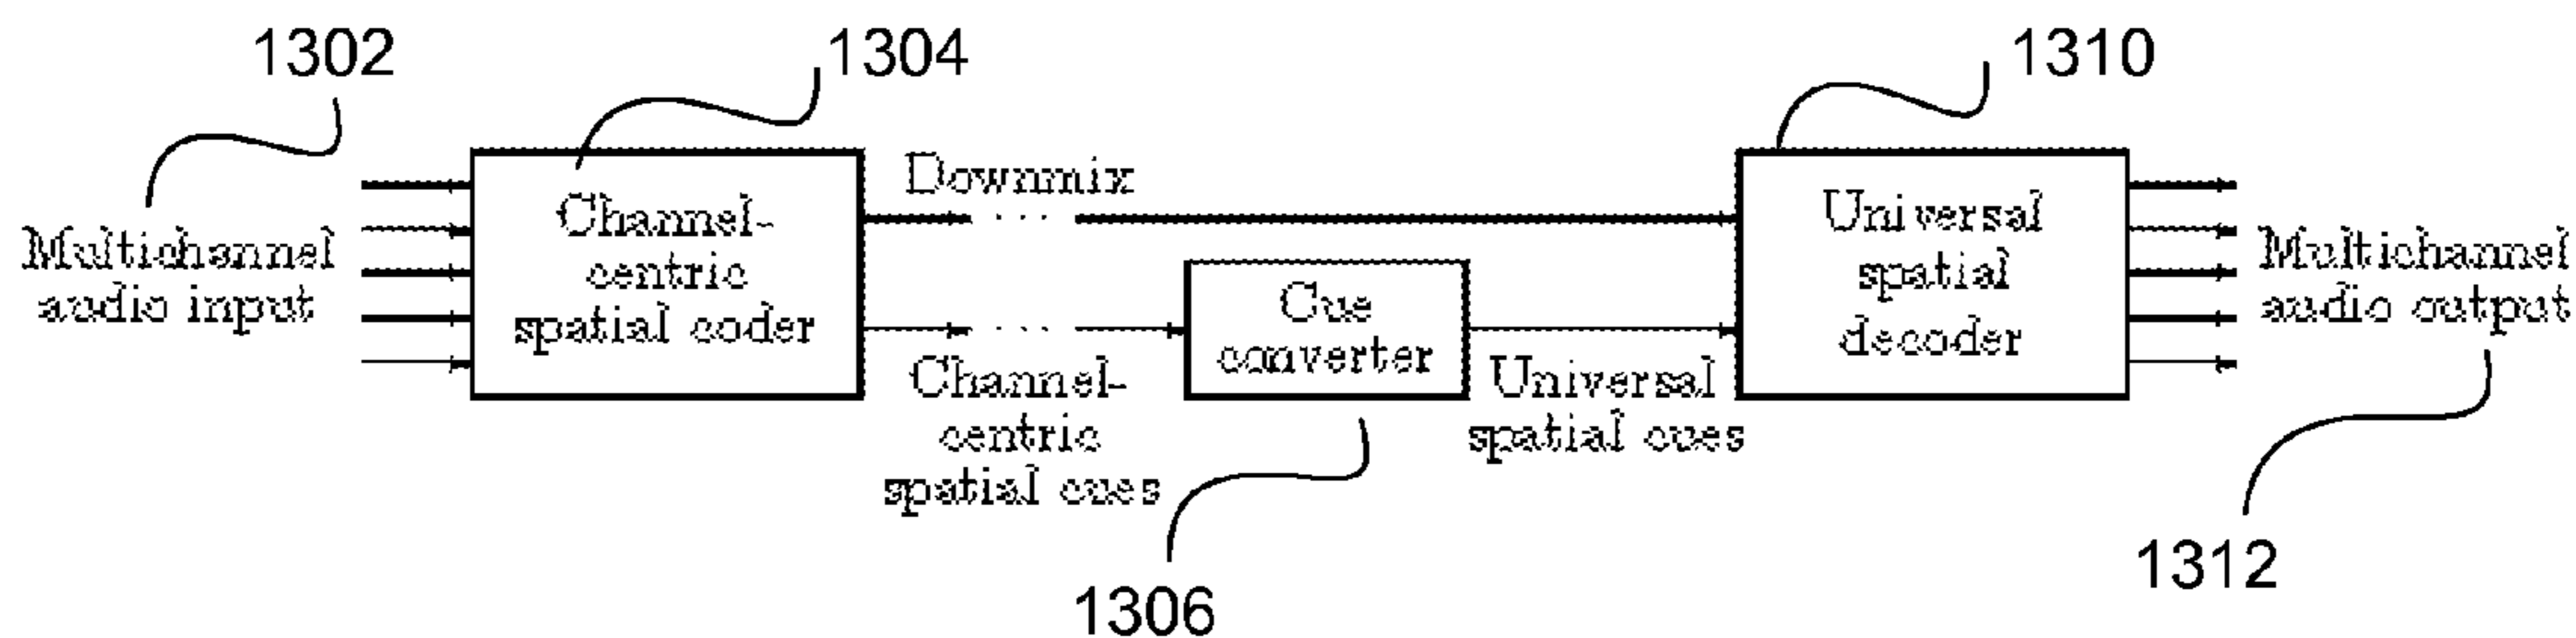 1302
1304
1310
Multichannel
audio input
Channel-
centric
spatial coder
Downmix
Channel-
centric
spatial cues
Cue
converter
Universal
spatial cues
Universal
spatial
decoder
Multichannel
audio output
1306
1312